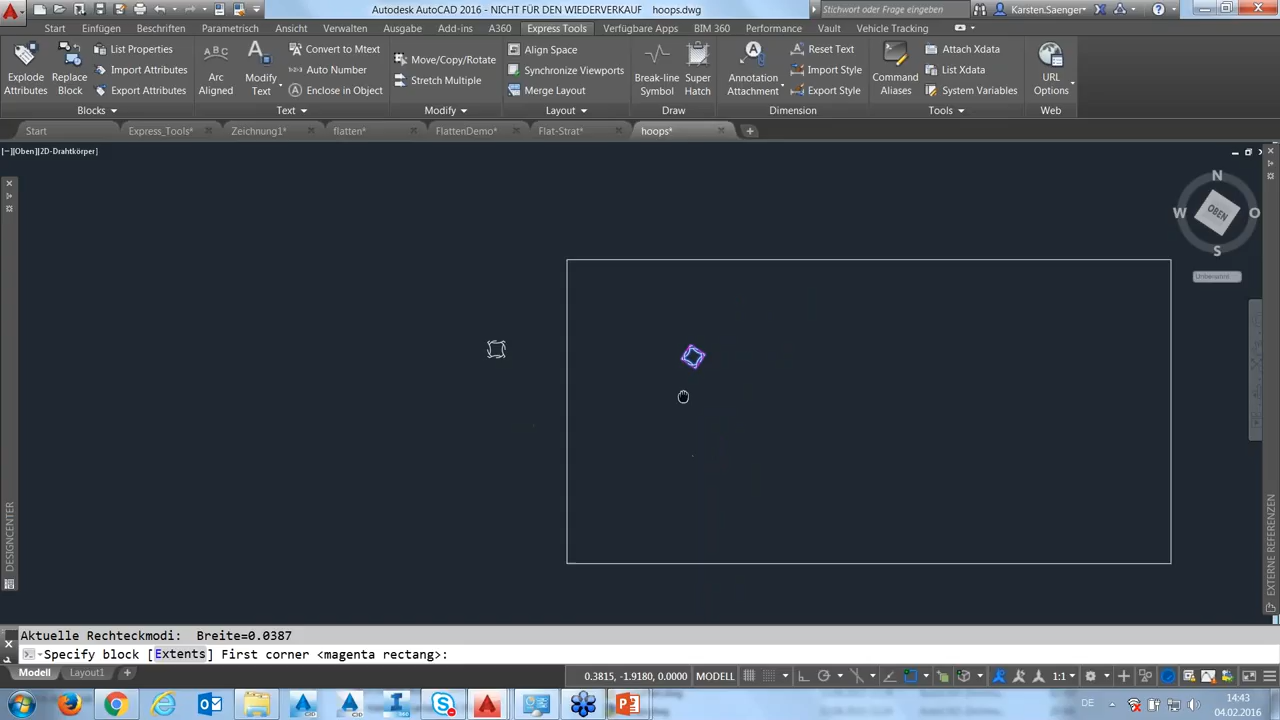 Autodesk AutoCAD 2016 - NICHT FÜR DEN WIEDERVERKAUF hoops.dwg
Stichwort oder Frage eingeben
Karsten.Saenger
Start Einfügen Beschriften Parametrisch Ansicht Verwalten Ausgabe Add-ins A360 Express Tools Verfügbare Apps BIM 360 Performance Vault Vehicle Tracking
Explode Attributes
Replace Block
List Properties
Import Attributes
Export Attributes
Blocks
Arc Aligned
Modify Text
Convert to Mtext
Auto Number
Enclose in Object
Text
Move/Copy/Rotate
Stretch Multiple
Modify
Align Space
Synchronize Viewports
Merge Layout
Layout
Break-line Symbol
Super Hatch
Draw
Annotation Attachment
Reset Text
Import Style
Export Style
Dimension
Command Aliases
Attach Xdata
List Xdata
System Variables
Tools
URL Options
Web
Start Express_Tools* Zeichnung1* flatten* FlattenDemo* Flat-Strat* hoops*
[−][Oben][2D-Drahtkörper]
N
W OBEN O
S
Unbenannt
DESIGNCENTER
EXTERNE REFERENZEN
Aktuelle Rechteckmodi: Breite=0.0387
Specify block [Extents] First corner <magenta rectang>:
Modell Layout1
0.3815, -1.9180, 0.0000 MODELL
1:1
DE
14:43
04.02.2016